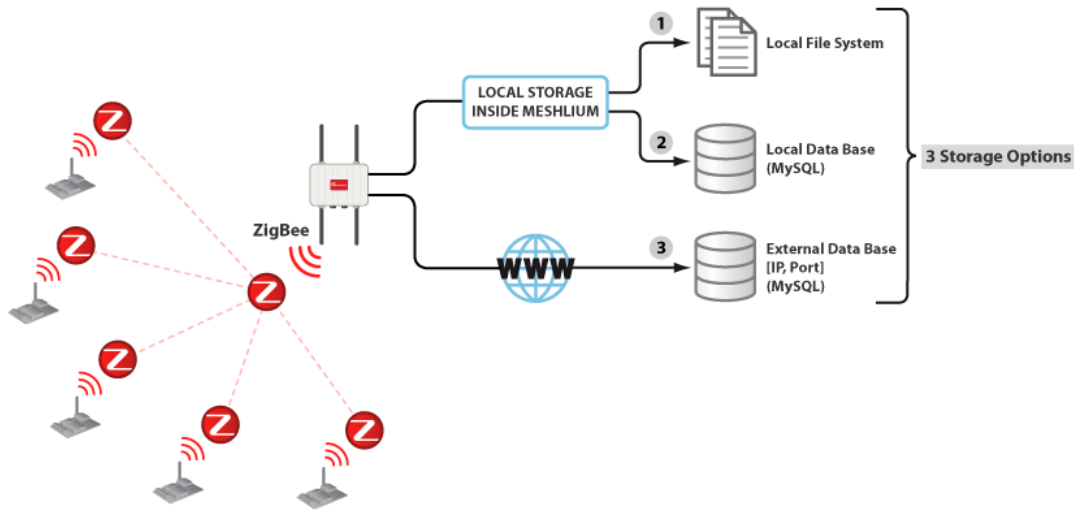 1
Local File System
LOCAL STORAGE
INSIDE MESHLIUM
2
Local Data Base
(MySQL)
3 Storage Options
ZigBee
WWW
3
External Data Base
[IP, Port]
(MySQL)
Z
Z
Z
Z
Z
Z